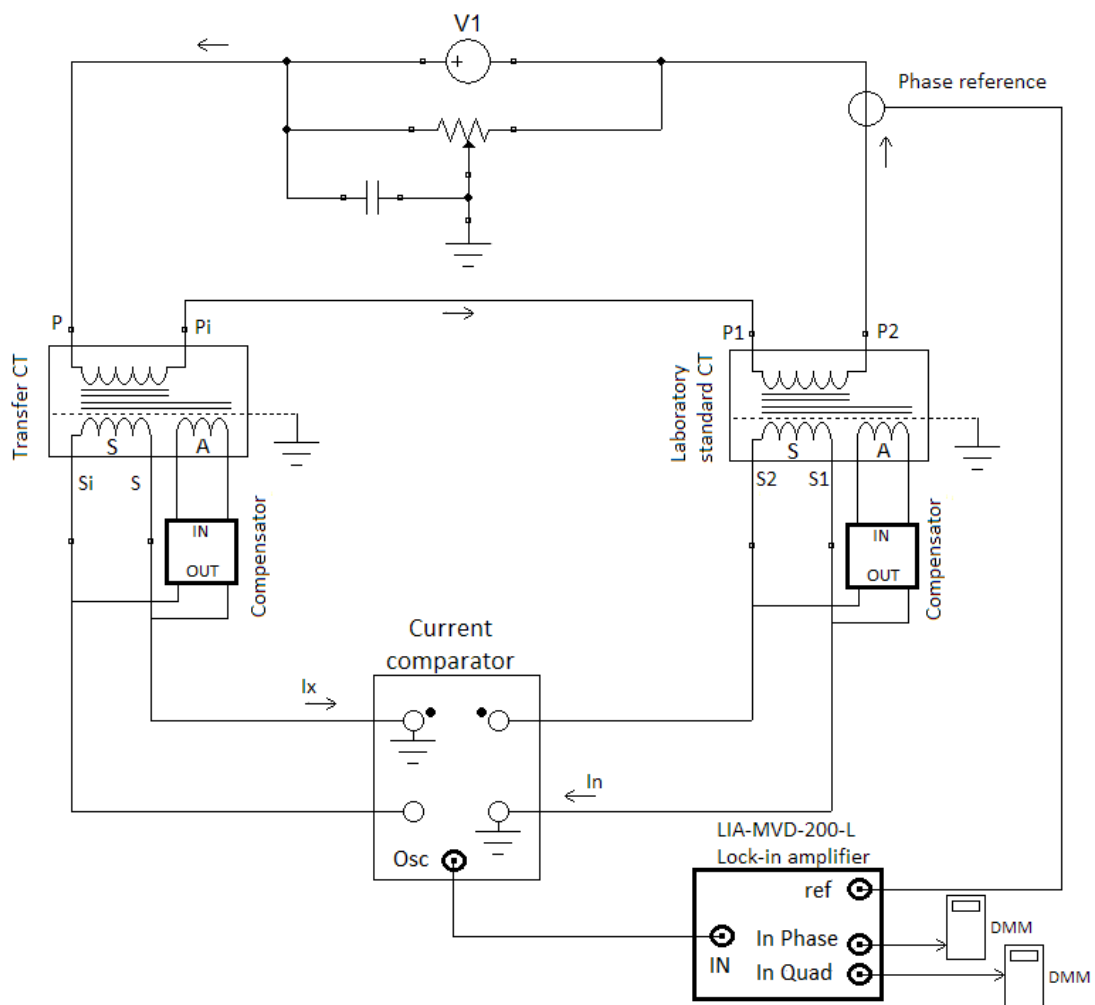 V1
+
Phase reference
P
Pi
P1
P2
Transfer CT
S
A
Si
S
Laboratory
standard CT
S
A
S2
S1
IN
OUT
Compensator
IN
OUT
Compensator
Current
comparator
Ix
In
Osc
LIA-MVD-200-L
Lock-in amplifier
ref
In Phase
In Quad
IN
DMM
DMM